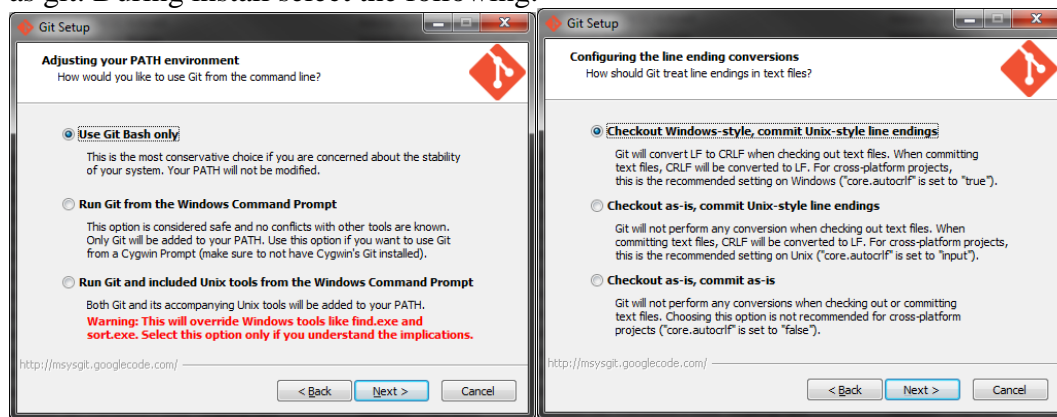 as git. During install select the following:
Git Setup
Adjusting your PATH environment
How would you like to use Git from the command line?
Use Git Bash only
This is the most conservative choice if you are concerned about the stability
of your system. Your PATH will not be modified.
Run Git from the Windows Command Prompt
This option is considered safe and no conflicts with other tools are known.
Only Git will be added to your PATH. Use this option if you want to use Git
from a Cygwin Prompt (make sure to not have Cygwin's Git installed).
Run Git and included Unix tools from the Windows Command Prompt
Both Git and its accompanying Unix tools will be added to your PATH.
Warning: This will override Windows tools like find.exe and
sort.exe. Select this option only if you understand the implications.
http://msysgit.googlecode.com/
< Back
Next >
Cancel
Git Setup
Configuring the line ending conversions
How should Git treat line endings in text files?
Checkout Windows-style, commit Unix-style line endings
Git will convert LF to CRLF when checking out text files. When committing
text files, CRLF will be converted to LF. For cross-platform projects,
this is the recommended setting on Windows ("core.autocrlf" is set to "true").
Checkout as-is, commit Unix-style line endings
Git will not perform any conversion when checking out text files. When
committing text files, CRLF will be converted to LF. For cross-platform projects,
this is the recommended setting on Unix ("core.autocrlf" is set to "input").
Checkout as-is, commit as-is
Git will not perform any conversions when checking out or committing
text files. Choosing this option is not recommended for cross-platform
projects ("core.autocrlf" is set to "false").
http://msysgit.googlecode.com/
< Back
Next >
Cancel